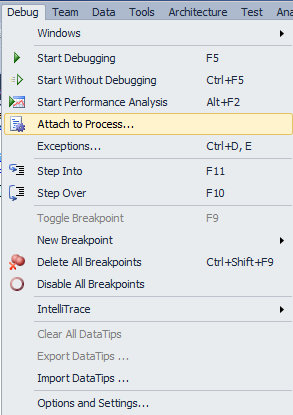 Debug Team Data Tools Architecture Test An
Windows
Start Debugging F5
Start Without Debugging Ctrl+F5
Start Performance Analysis Alt+F2
Attach to Process...
Exceptions... Ctrl+D, E
Step Into F11
Step Over F10
Toggle Breakpoint F9
New Breakpoint
Delete All Breakpoints Ctrl+Shift+F9
Disable All Breakpoints
IntelliTrace
Clear All DataTips
Export DataTips ...
Import DataTips ...
Options and Settings...